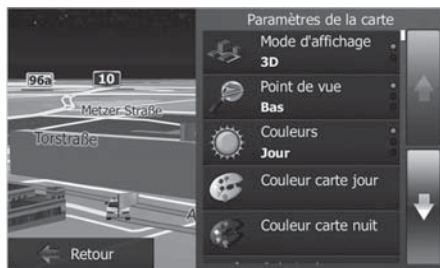 Paramètres de la carte
96a
10
Metzer Straße
Torstraße
A
Retour
Mode d'affichage
3D
Point de vue
Bas
Couleurs
Jour
Couleur carte jour
Couleur carte nuit